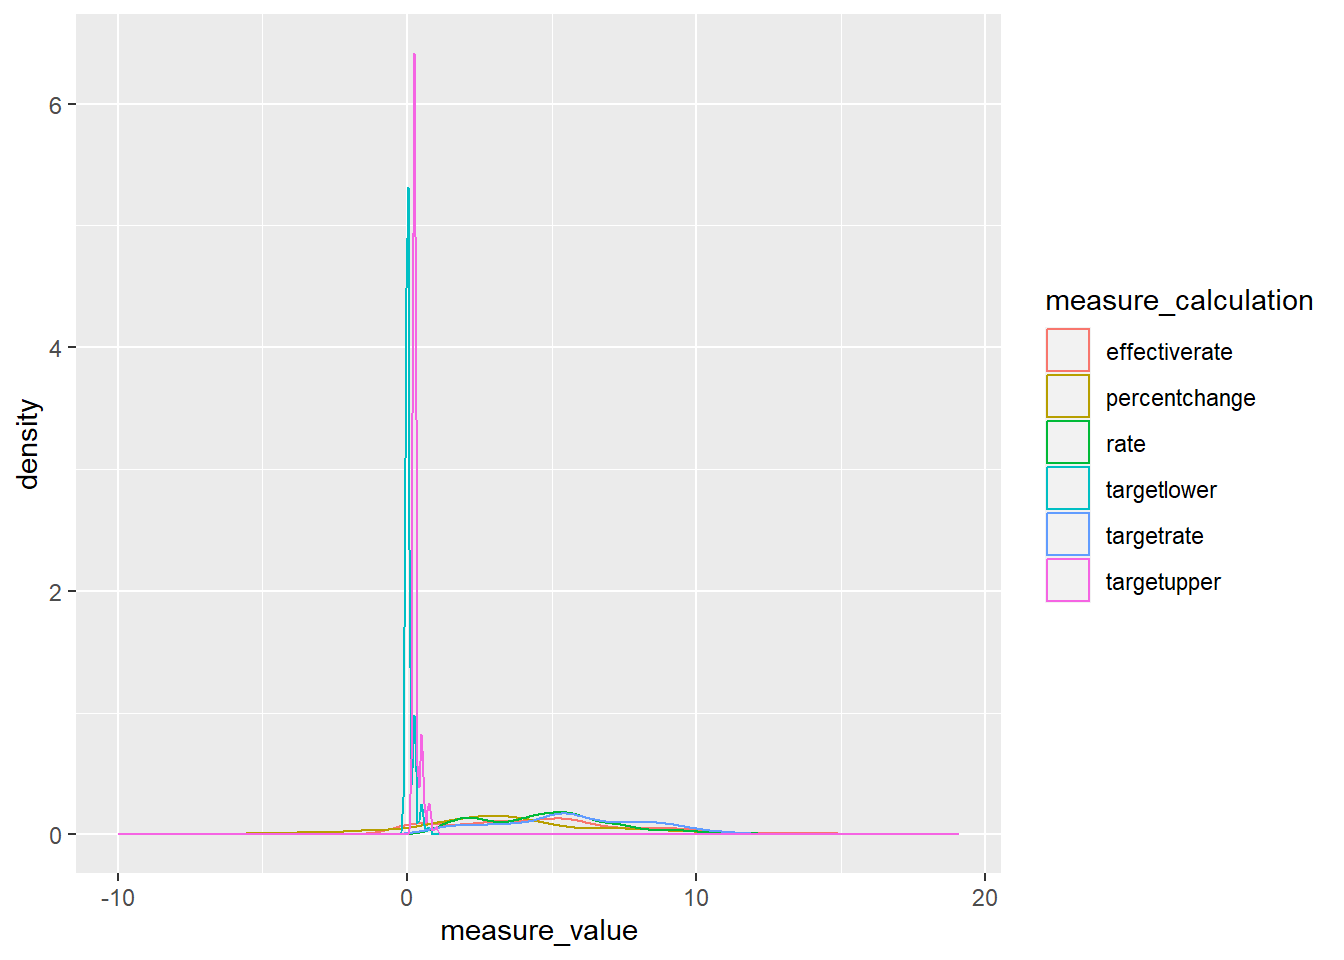 density
6
4
2
0
-10
0
10
20
measure_value
measure_calculation
effectiverate
percentchange
rate
targetlower
targetrate
targetupper